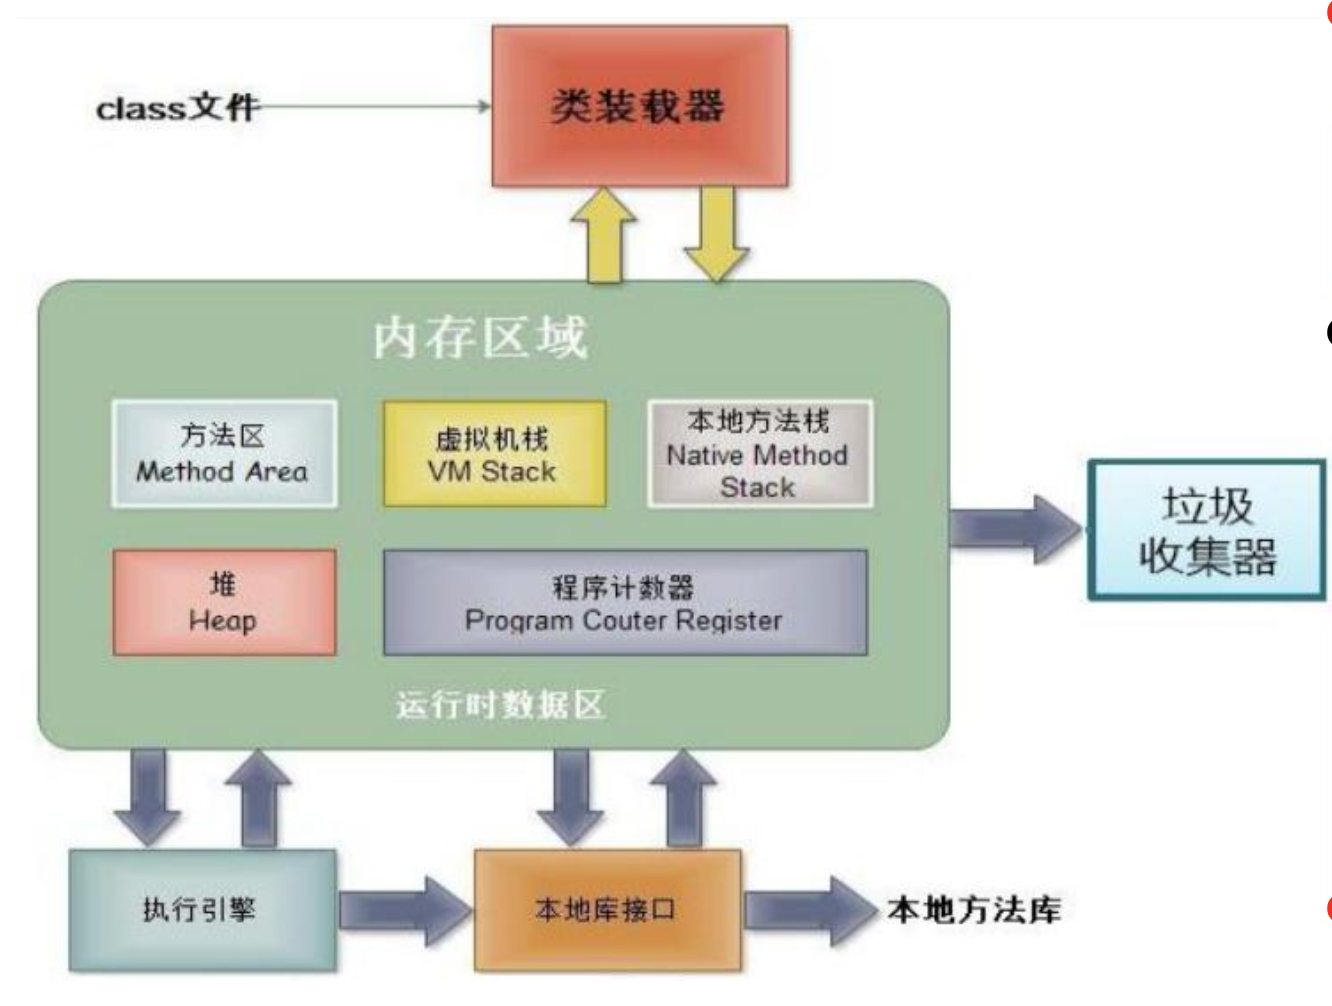 class文件
类装载器
内存区域
方法区
Method Area
虚拟机栈
VM Stack
本地方法栈
Native Method
Stack
堆
Heap
程序计数器
Program Couter Register
运行时数据区
垃圾
收集器
执行引擎
本地库接口
本地方法库